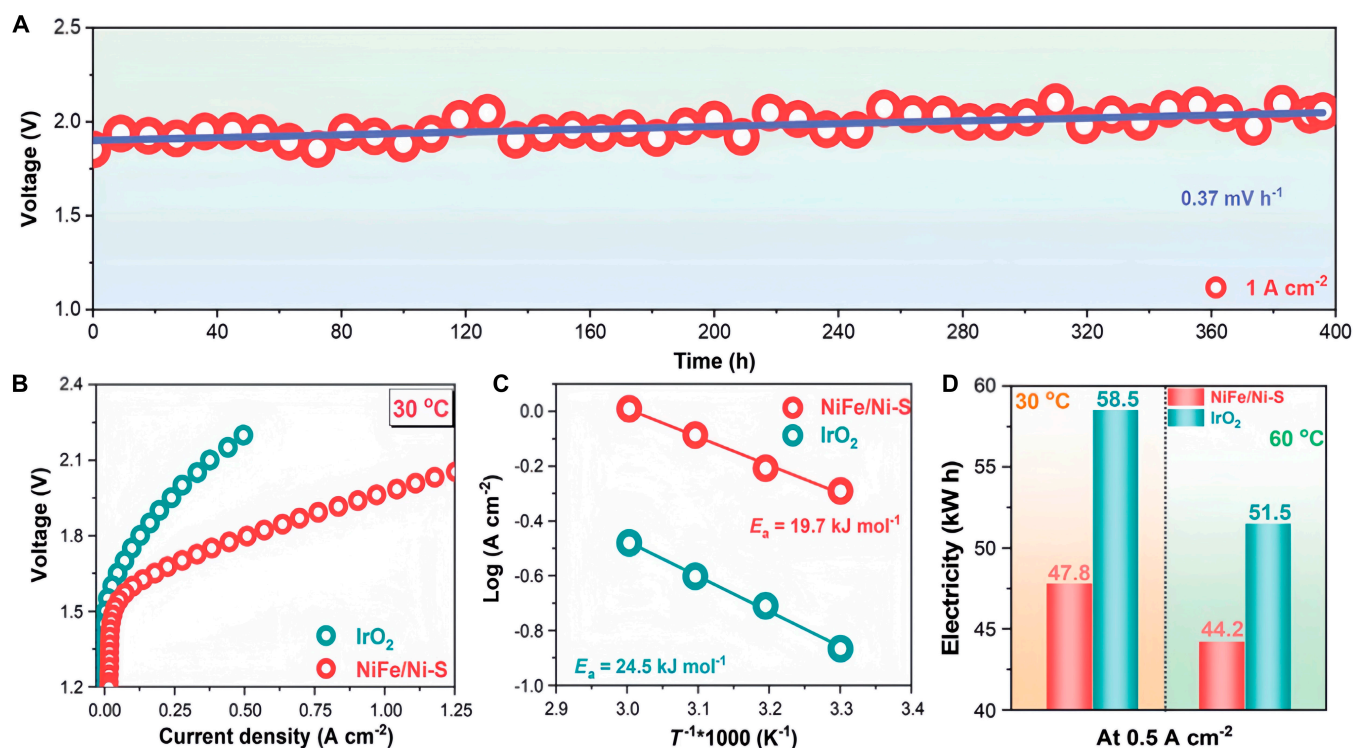 A
2.5
2.0
1.5
1.0
Voltage (V)
0.37 mV h⁻¹
1 A cm⁻²
0 40 80 120 160 200 240 282 320 360 400
Time (h)
B
2.4
2.1
1.8
1.5
1.2
Voltage (V)
30 °C
IrO₂
NiFe/Ni-S
0.00 0.25 0.50 0.75 1.00 1.25
Current density (A cm⁻²)
C
0.0
-0.2
-0.4
-0.6
-0.8
-1.0
Log (A cm⁻²)
NiFe/Ni-S
IrO₂
Eₐ = 19.7 kJ mol⁻¹
Eₐ = 24.5 kJ mol⁻¹
2.9 3.0 3.1 3.2 3.3 3.4
T⁻¹*1000 (K⁻¹)
D
60
55
50
45
40
Electricity (kW h)
30 °C
58.5
47.8
NiFe/Ni-S
IrO₂
60 °C
51.5
44.2
At 0.5 A cm⁻²